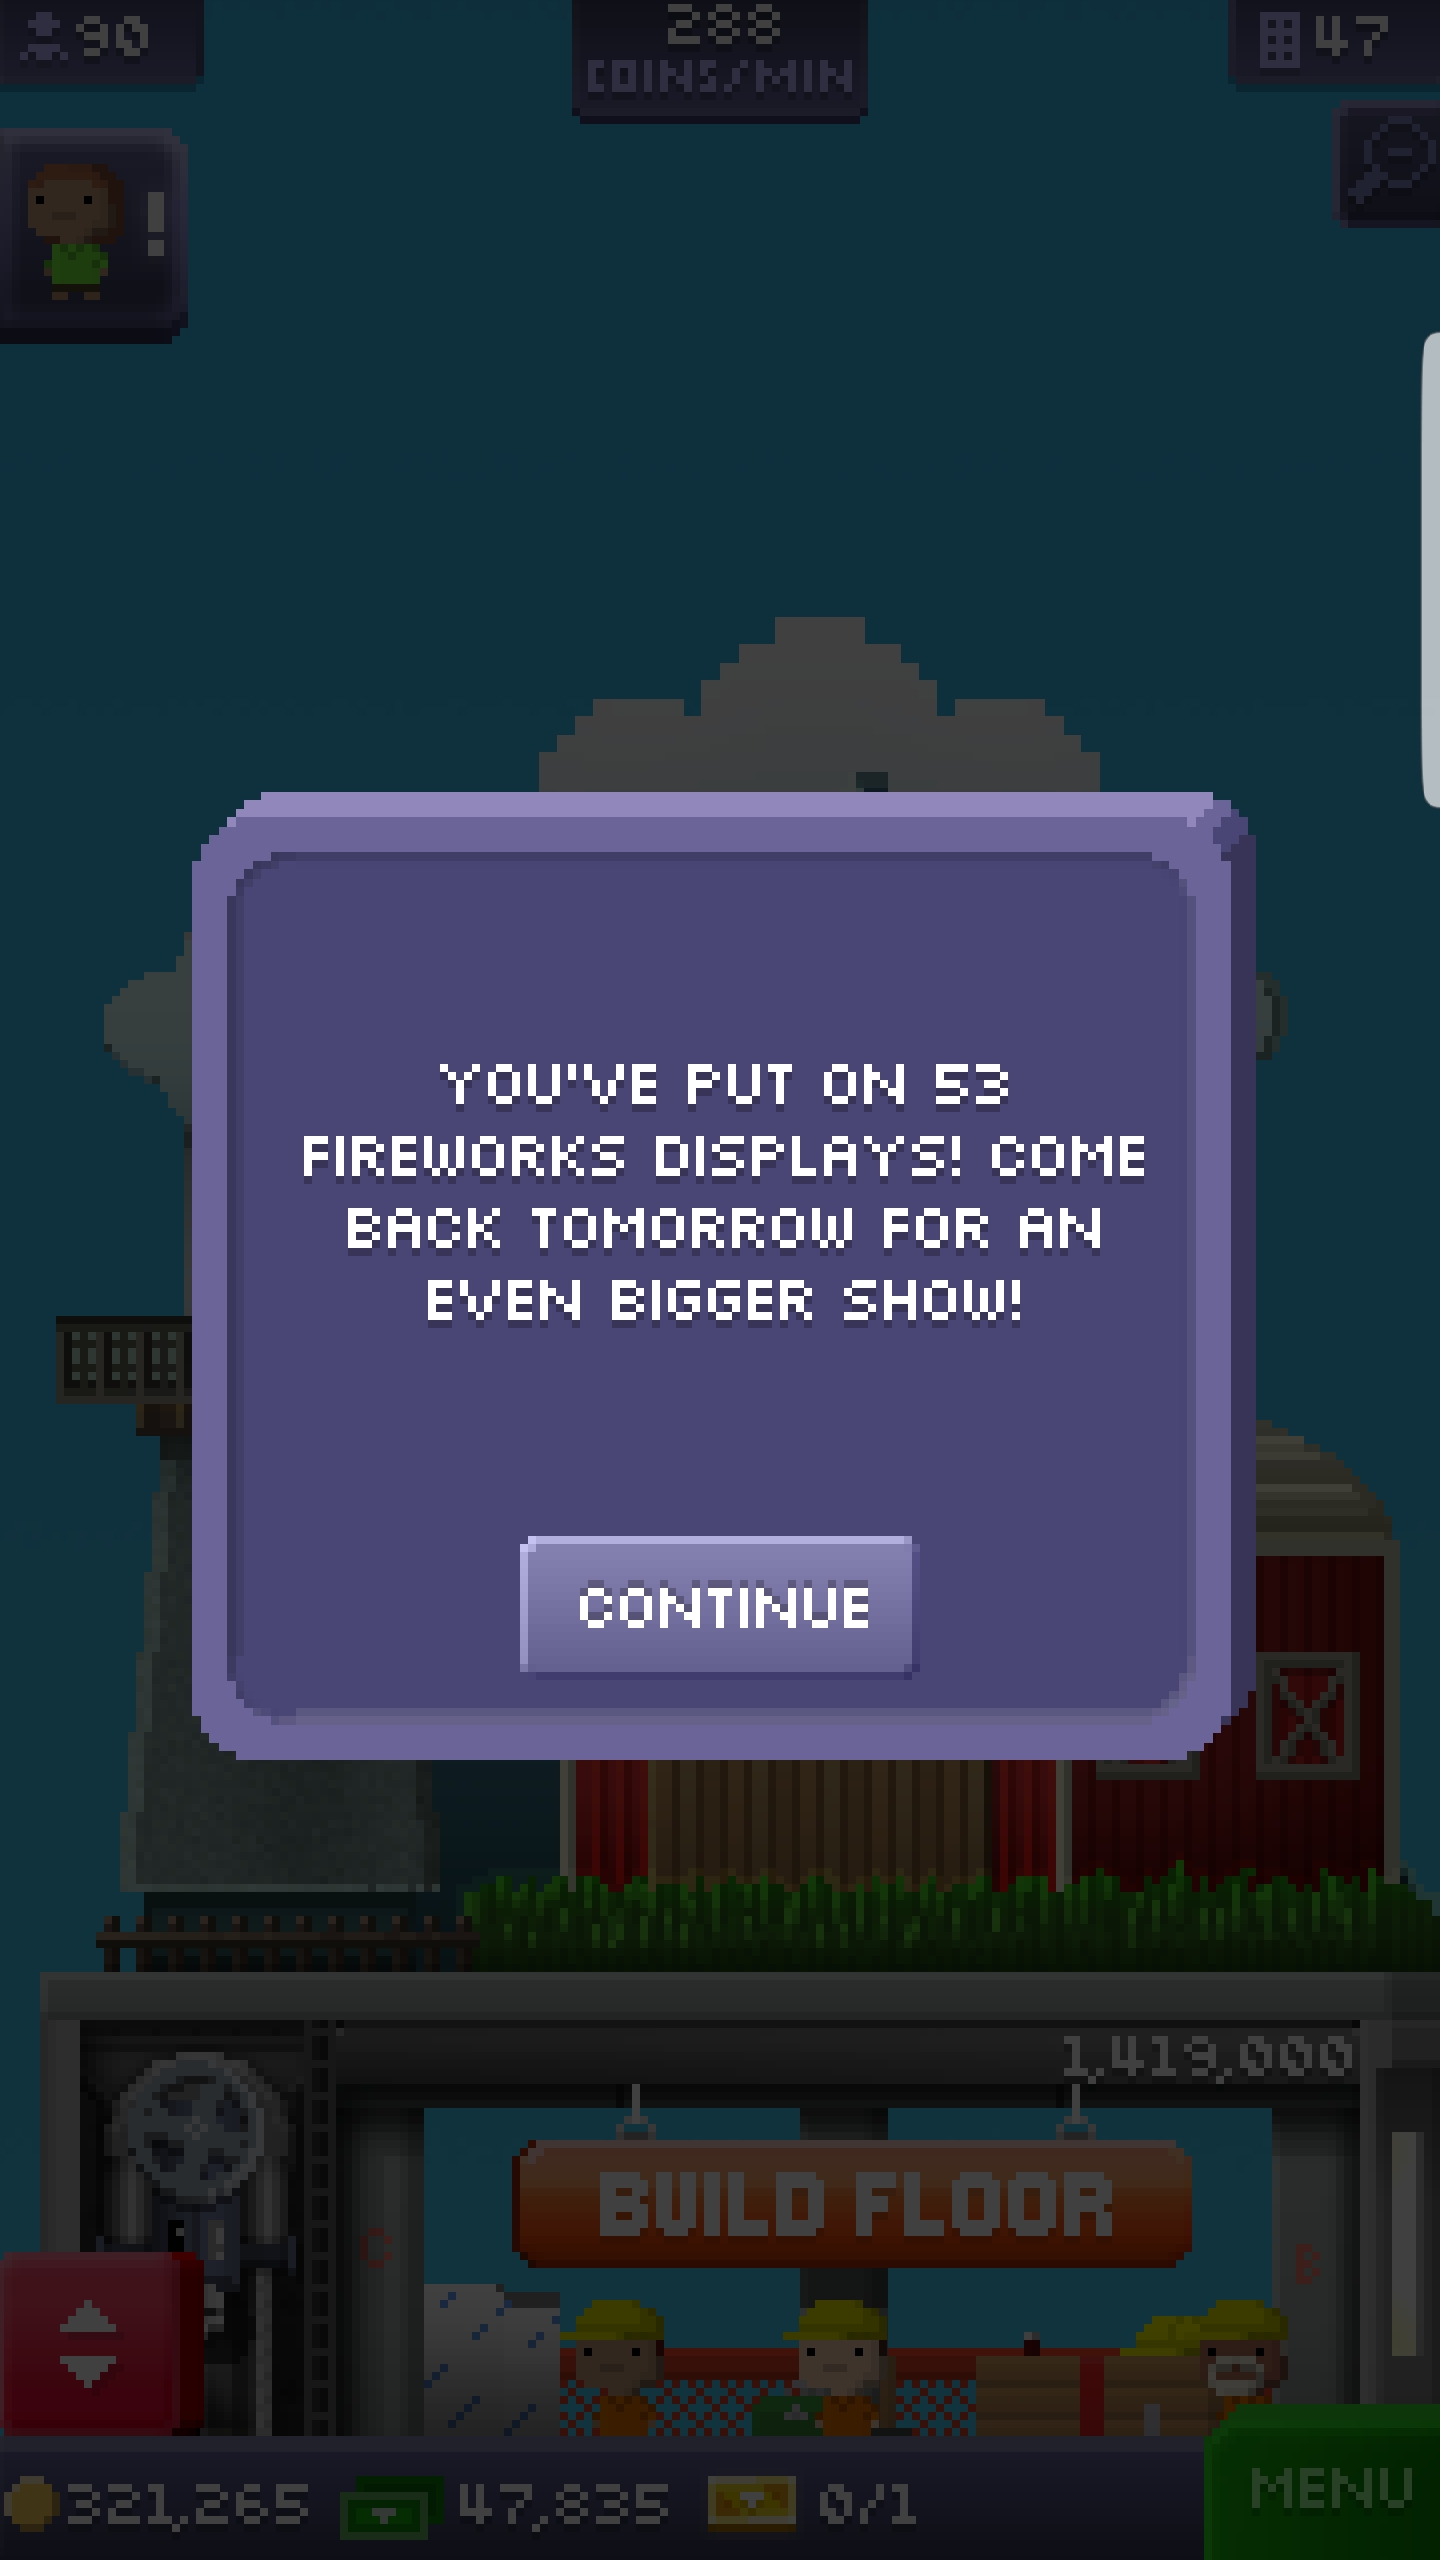 90
288
COINS/MIN
47
!
YOU'VE PUT ON 53
FIREWORKS DISPLAYS! COME
BACK TOMORROW FOR AN
EVEN BIGGER SHOW!
CONTINUE
1,419,000
BUILD FLOOR
C
B
321,265
47,835
0/1
MENU